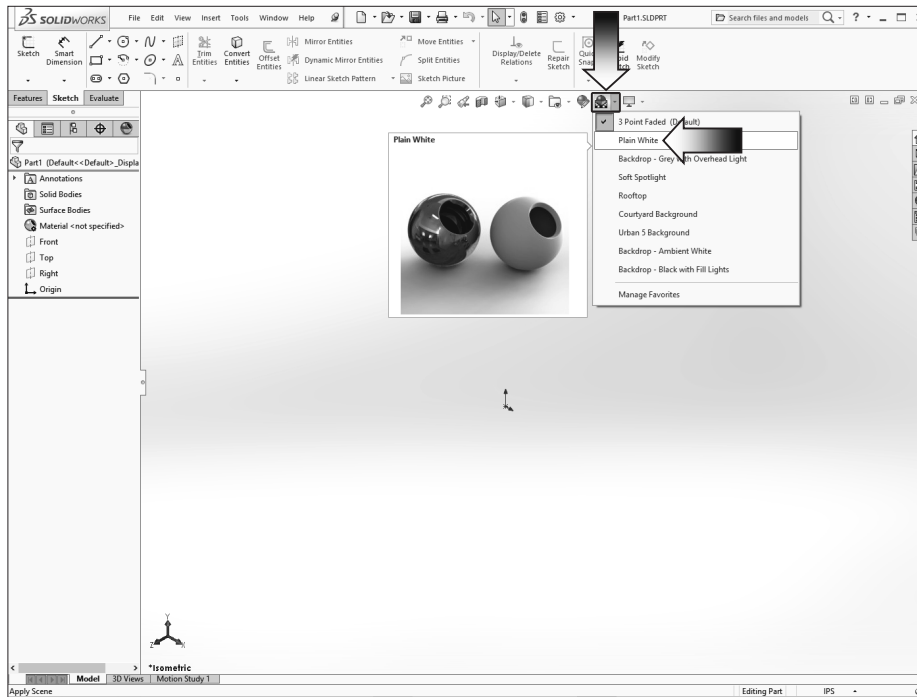 SOLIDWORKS File Edit View Insert Tools Window Help Part1.SLDPRT Search files and models
Sketch Smart Dimension Trim Entities Convert Entities Offset Entities Mirror Entities Move Entities Display/Delete Relations Repair Sketch Modify Sketch
Dynamic Mirror Entities Split Entities
Linear Sketch Pattern Sketch Picture
Features Sketch Evaluate
3 Point Faded
Plain White
Plain White
Backdrop - Grey
Overhead Light
Part1 (Default<<Default>_Displa
Annotations
Soft Spotlight
Solid Bodies
Rooftop
Surface Bodies
Courtyard Background
Material <not specified>
Urban 5 Background
Front
Backdrop - Ambient White
Top
Backdrop - Black with Fill Lights
Right
Origin
Manage Favorites
Y
Z X
*Isometric
Model 3D Views Motion Study 1
Apply Scene Editing Part IPS